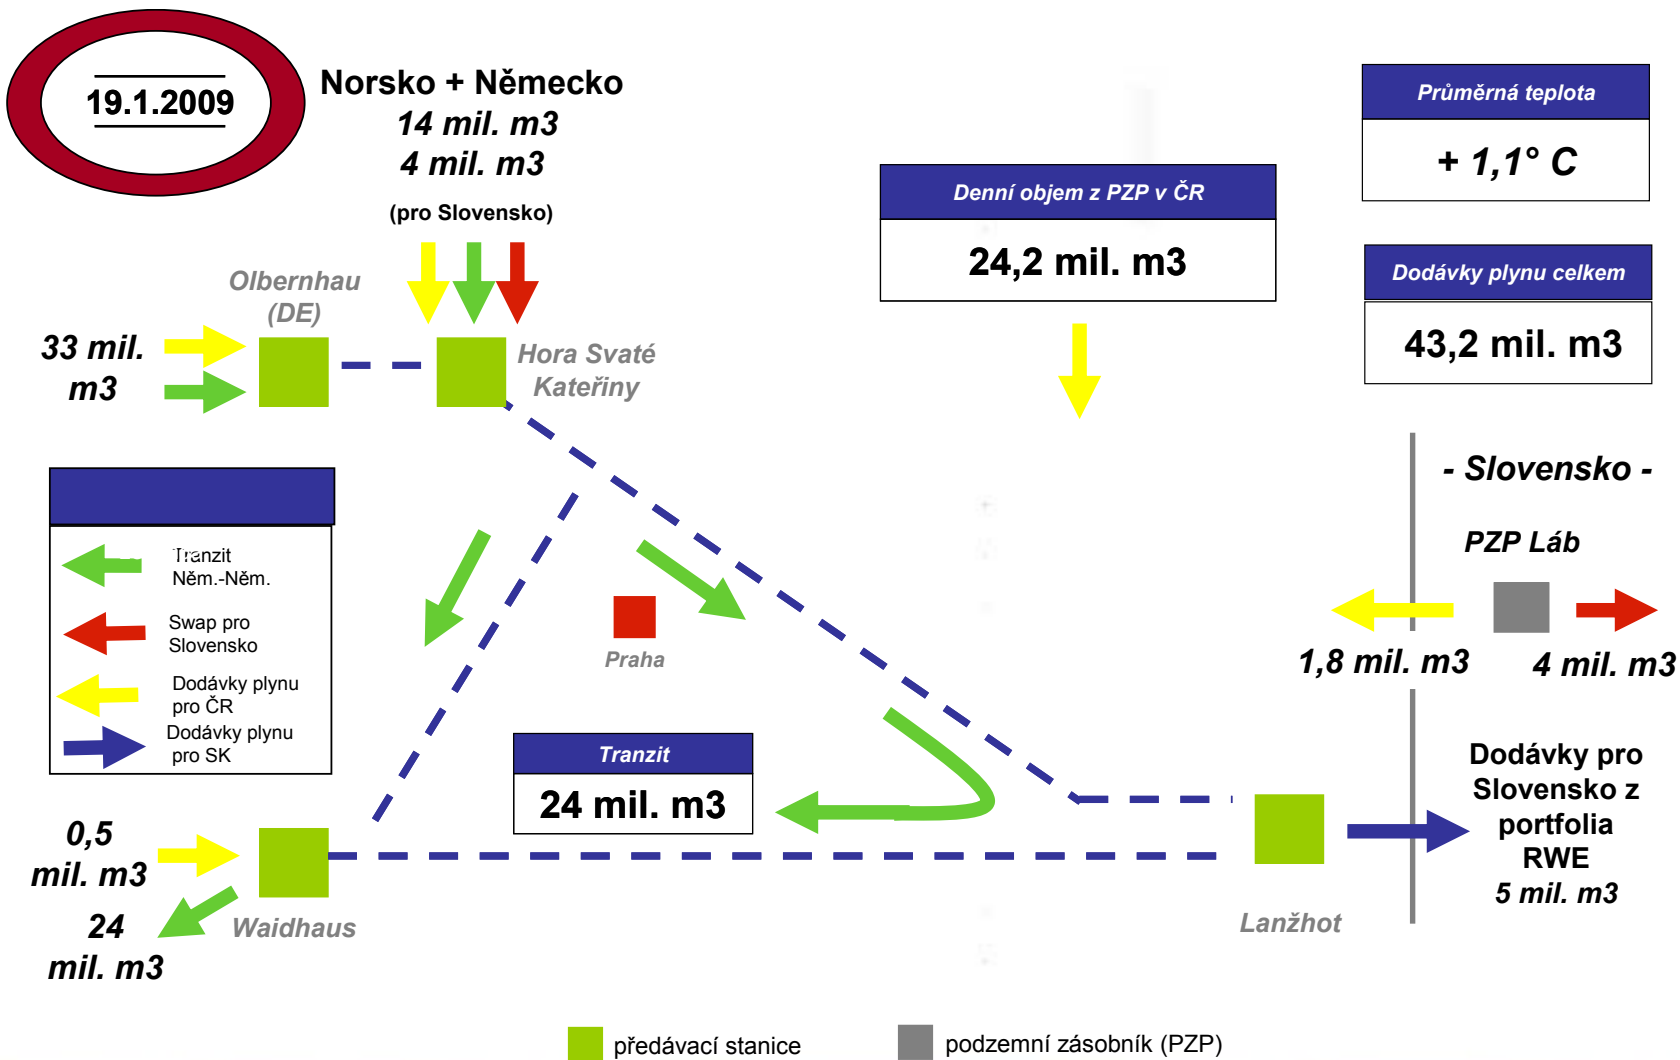 19.1.2009
Norsko + Německo
14 mil. m3
4 mil. m3
(pro Slovensko)
Průměrná teplota
+ 1,1° C
Denní objem z PZP v ČR
24,2 mil. m3
Dodávky plynu celkem
43,2 mil. m3
Olbernhau
(DE)
33 mil.
m3
Hora Svaté
Kateřiny
- Slovensko -
PZP Láb
1,8 mil. m3
4 mil. m3
Tranzit
Něm.-Něm.
Swap pro
Slovensko
Dodávky plynu
pro ČR
Dodávky plynu
pro SK
Praha
Tranzit
24 mil. m3
Dodávky pro
Slovensko z
portfolia
RWE
5 mil. m3
0,5
mil. m3
24
mil. m3
Waidhaus
Lanžhot
předávací stanice
podzemní zásobník (PZP)